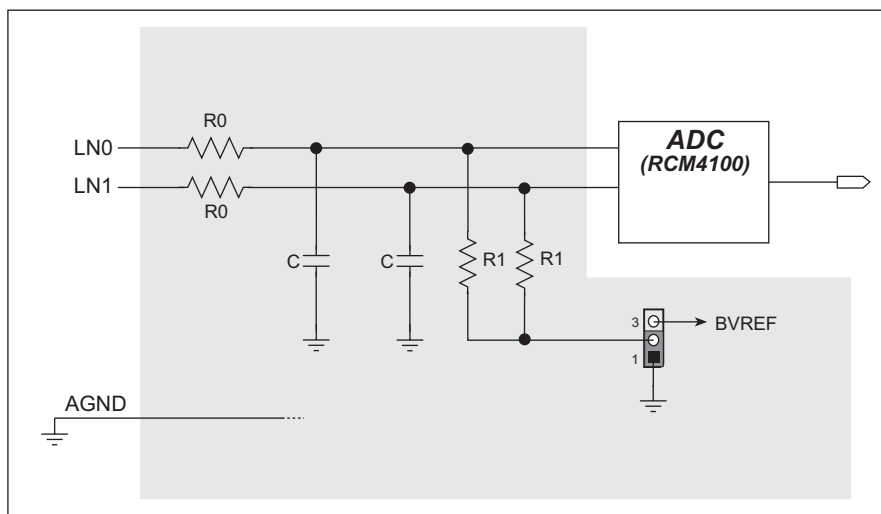 R0
LN0
ADC
(RCM4100)
LN1
R0
C
C
R1
R1
3
BVREF
1
AGND